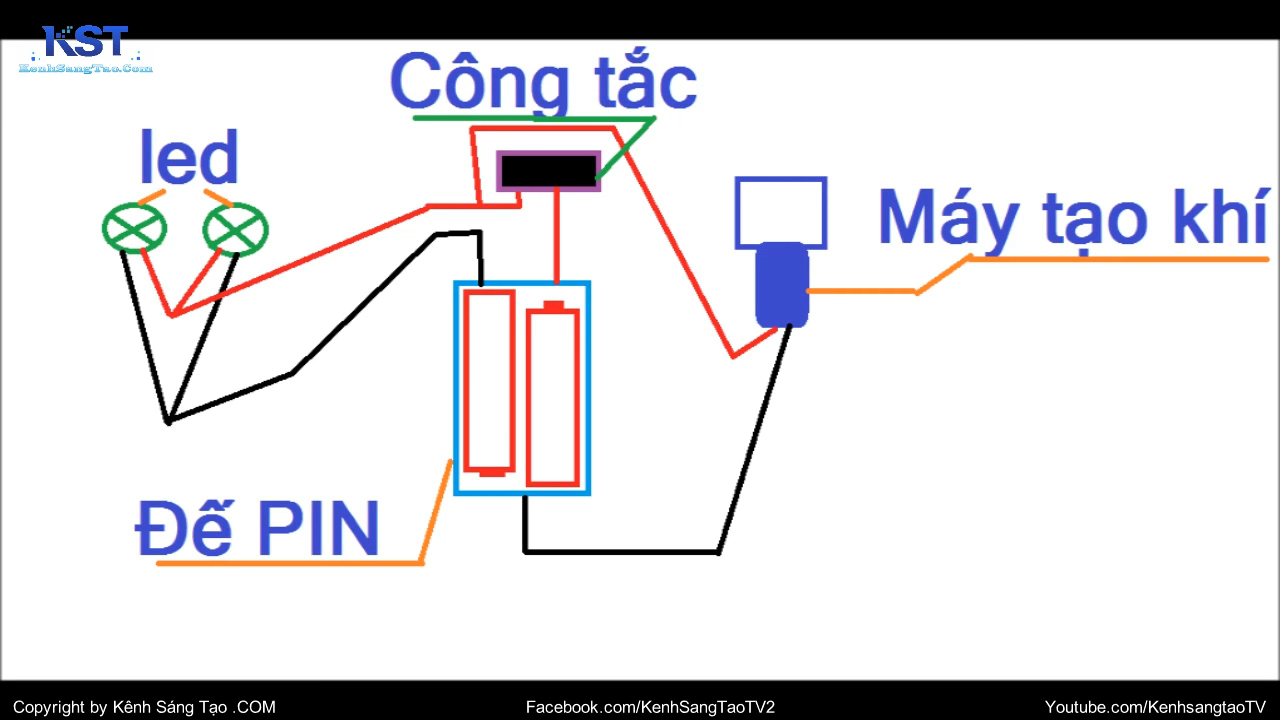 KST
KenhSangTao.Com
Công tắc
led
Máy tạo khí
Đế PIN
Copyright by Kênh Sáng Tạo .COM
Facebook.com/KenhSangTaoTV2
Youtube.com/KenhsangtaoTV